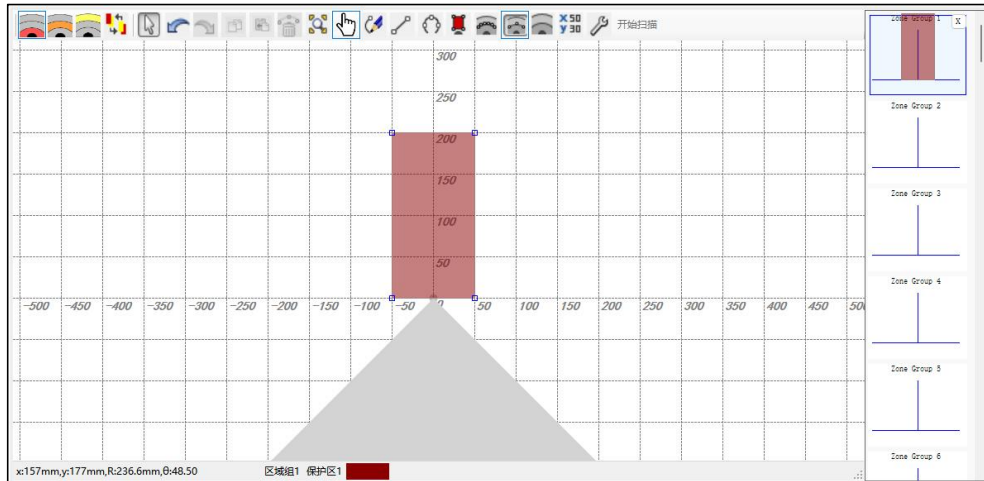 X 50
y 30
开始扫描
X
Zone Group 1
300
250
200
150
100
50
-500 -450 -400 -350 -300 -250 -200 -150 -100 -50 0 50 100 150 200 250 300 350 400 450 500
Zone Group 2
Zone Group 3
Zone Group 4
Zone Group 5
Zone Group 6
x:157mm,y:177mm,R:236.6mm,θ:48.50
区域组1 保护区1